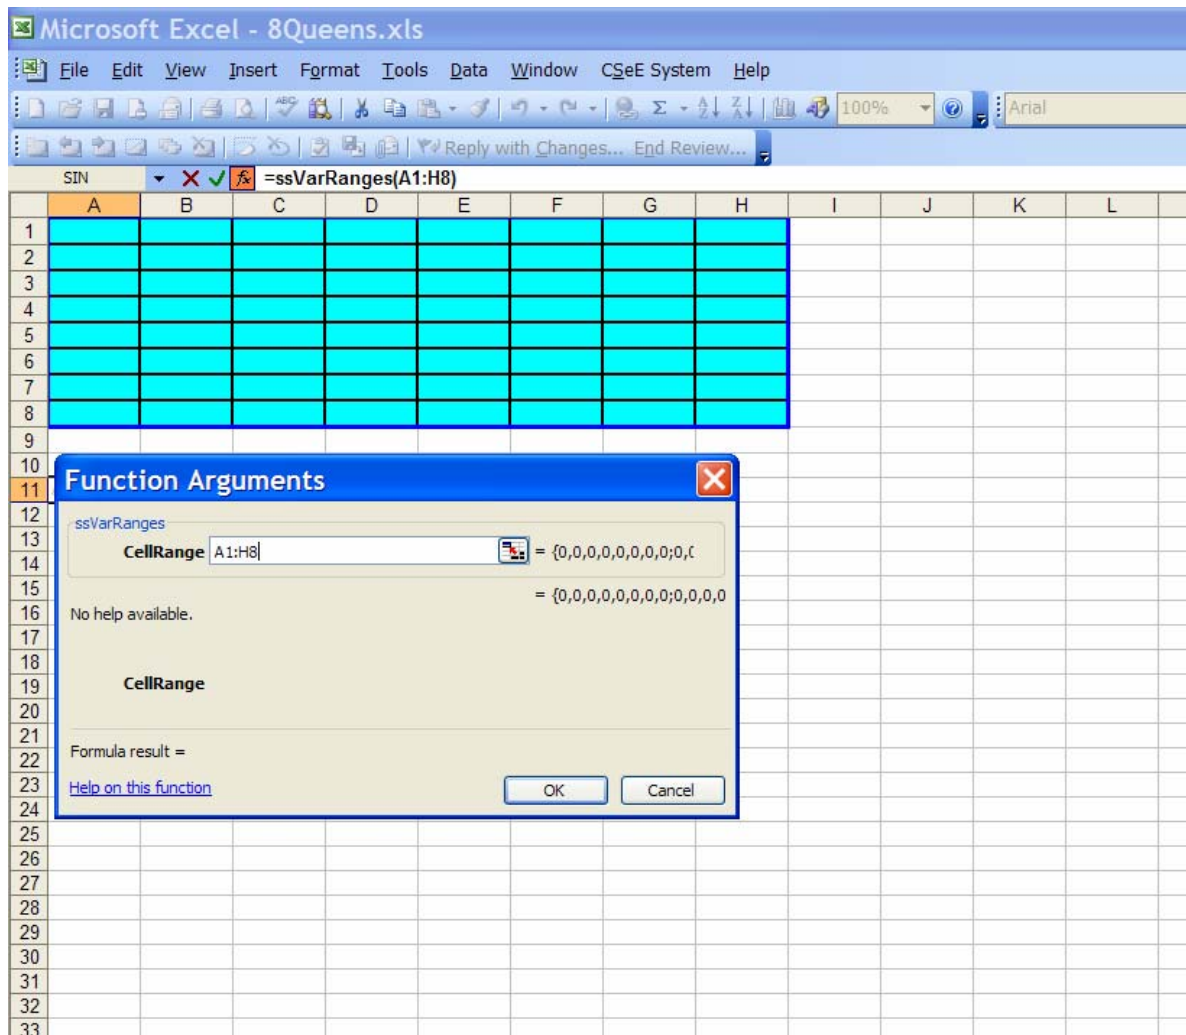 Microsoft Excel - 8Queens.xls
File Edit View Insert Format Tools Data Window CSeE System Help
100% Arial
Reply with Changes... End Review...
SIN fx =ssVarRanges(A1:H8)
A B C D E F G H I J K L
1
2
3
4
5
6
7
8
9
10
Function Arguments
11
12
ssVarRanges
13
CellRange A1:H8 = {0,0,0,0,0,0,0,0;0,0
14
15
= {0,0,0,0,0,0,0,0;0,0,0,0
16
No help available.
17
18
19
CellRange
20
21
22
Formula result =
23
Help on this function OK Cancel
24
25
26
27
28
29
30
31
32
33